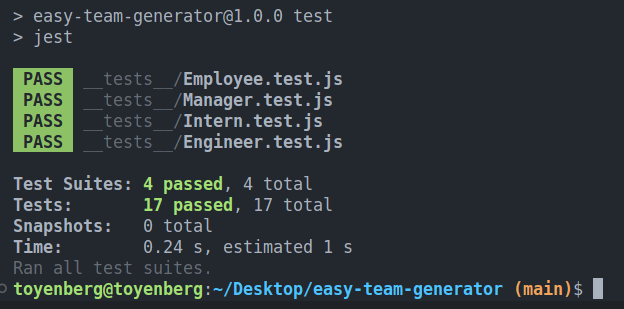 > easy-team-generator@1.0.0 test
> jest
PASS __tests__/Employee.test.js
PASS __tests__/Manager.test.js
PASS __tests__/Intern.test.js
PASS __tests__/Engineer.test.js
Test Suites: 4 passed, 4 total
Tests:       17 passed, 17 total
Snapshots:   0 total
Time:        0.24 s, estimated 1 s
Ran all test suites.
toyenberg@toyenberg:~/Desktop/easy-team-generator (main)$